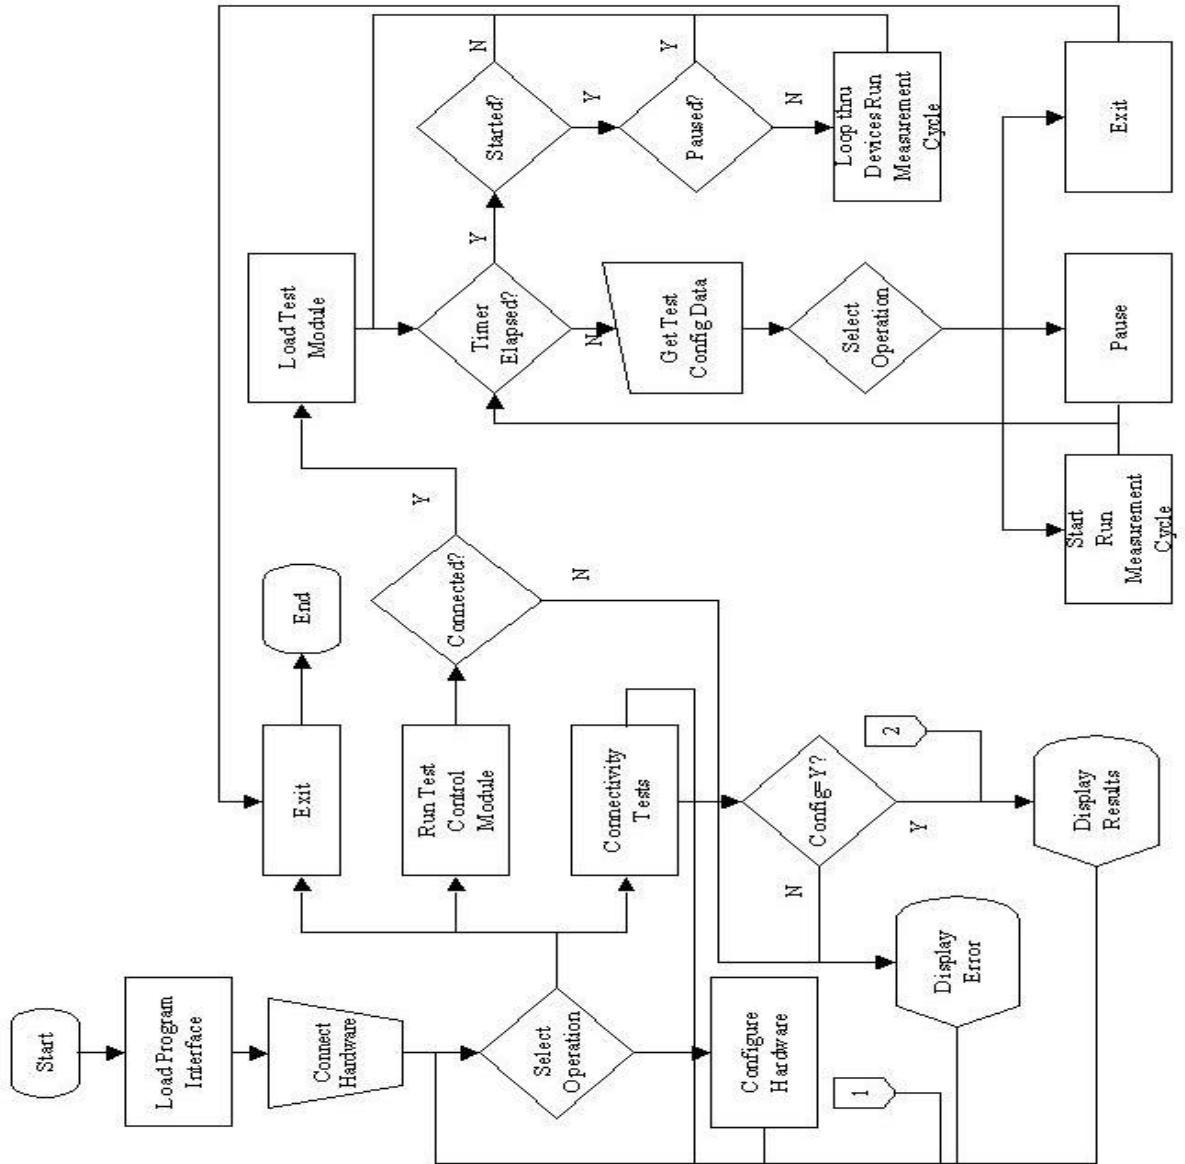 Start
Load Program
Interface
Connect
Hardware
Select
Operation
Configure
Hardware
1
Exit
End
Run Test
Control
Module
Connectivity
Tests
Connected?
Y
N
Config=Y?
N
Y
2
Display
Error
Display
Results
Load Test
Module
Timer
Elapsed?
Y
N
Started?
N
Y
Paused?
Y
N
Loop thru
Devices Run
Measurement
Cycle
Get Test
Config Data
Select
Operation
Start
Run
Measurement
Cycle
Pause
Exit